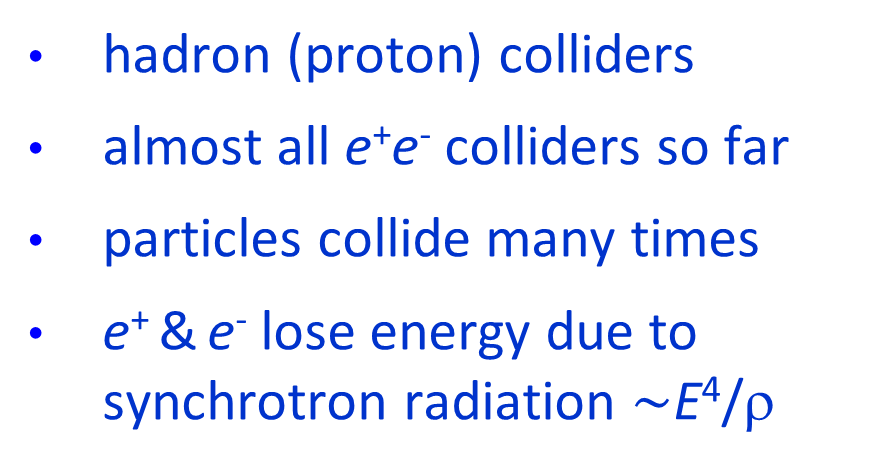 • hadron (proton) colliders
• almost all e⁺e⁻ colliders so far
• particles collide many times
• e⁺ & e⁻ lose energy due to
synchrotron radiation ~E⁴/ρ